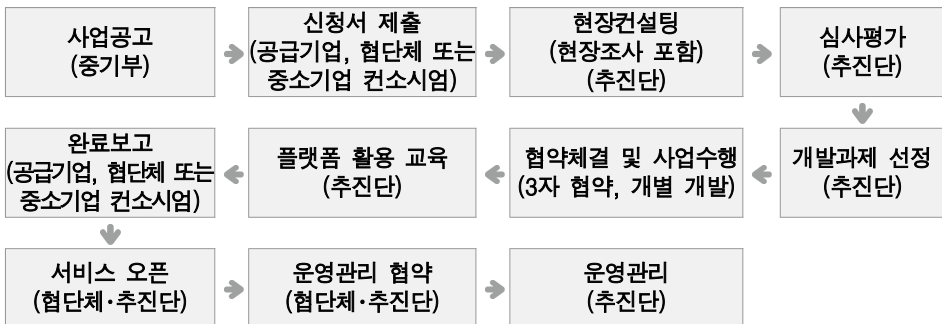 사업공고
(중기부)
신청서 제출
(공급기업, 협단체 또는
중소기업 컨소시엄)
현장컨설팅
(현장조사 포함)
(추진단)
심사평가
(추진단)
개발과제 선정
(추진단)
협약체결 및 사업수행
(3자 협약, 개별 개발)
플랫폼 활용 교육
(추진단)
완료보고
(공급기업, 협단체 또는
중소기업 컨소시엄)
서비스 오픈
(협단체·추진단)
운영관리 협약
(협단체·추진단)
운영관리
(추진단)